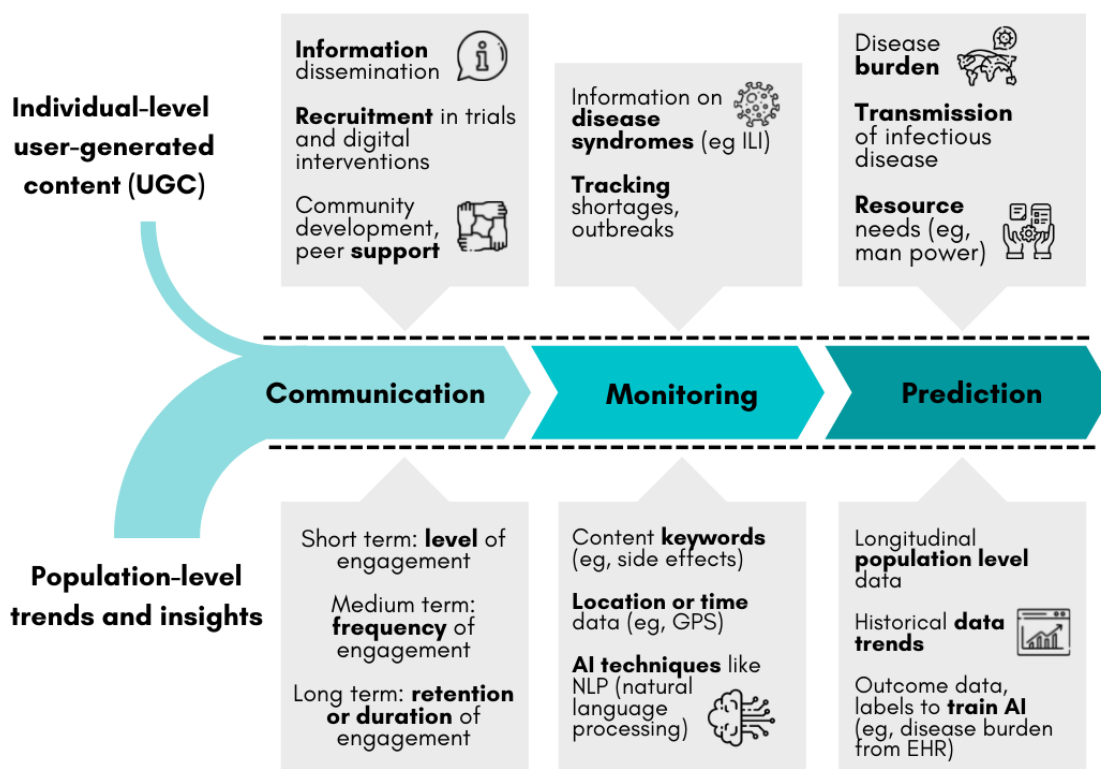 Individual-level
user-generated
content (UGC)
Information
dissemination
Recruitment in trials
and digital
interventions
Community
development,
peer support
Information on
disease
syndromes (eg ILI)
Tracking
shortages,
outbreaks
Disease
burden
Transmission
of infectious
disease
Resource
needs (eg,
man power)
Communication
Monitoring
Prediction
Population-level
trends and insights
Short term: level of
engagement
Medium term:
frequency of
engagement
Long term: retention
or duration of
engagement
Content keywords
(eg, side effects)
Location or time
data (eg, GPS)
AI techniques like
NLP (natural
language
processing)
Longitudinal
population level
data
Historical data
trends
Outcome data,
labels to train AI
(eg, disease burden
from EHR)